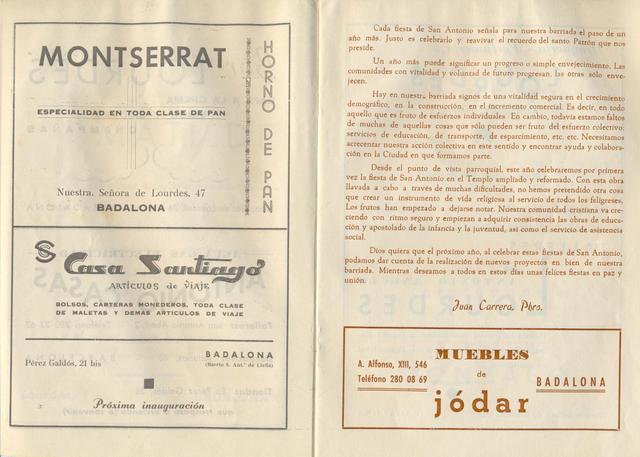 MONTSERRAT
HORNO DE PAN
ESPECIALIDAD EN TODA CLASE DE PAN
Nuestra. Señora de Lourdes, 47
BADALONA
CS Casa Santiago
ARTÍCULOS de VIAJE
BOLSOS, CARTERAS MONEDEROS, TODA CLASE
DE MALETAS Y DEMÁS ARTÍCULOS DE VIAJE
Pérez Galdós, 21 bis
BADALONA
(Barrio S. Ant.º de Llefià)
Próxima inauguración
Cada fiesta de San Antonio señala para nuestra barriada el paso de un
año más. Justo es celebrarlo y reavivar el recuerdo del santo Patrón que nos
preside.
Un año más puede significar un progreso o simple envejecimiento. Las
comunidades con vitalidad y voluntad de futuro progresan, las otras sólo enve-
jecen.
Hay en nuestra barriada signos de una vitalidad segura en el crecimiento
demográfico, en la construcción, en el incremento comercial. Es decir, en todo
aquello que es fruto de esfuerzos individuales. En cambio, todavía estamos faltos
de muchas de aquellas cosas que sólo pueden ser fruto del esfuerzo colectivo:
servicios de educación, de transporte, de esparcimiento, etc. etc. Necesitamos
acrecentar nuestra acción colectiva en este sentido y encontrar ayuda y colabora-
ción en la Ciudad en que formamos parte.
Desde el punto de vista parroquial, este año celebraremos por primera
vez la fiesta de San Antonio en el Templo ampliado y reformado. Con esta obra
llavada a cabo a través de muchas dificultades, no hemos pretendido otra cosa
que crear un instrumento de vida religiosa al servicio de todos los feligreses.
Los frutos han empezado a dejarse notar. Nuestra comunidad cristiana va cre-
ciendo con ritmo seguro y empiezan a adquirir consistencia las obras de educa-
ción y apostolado de la infancia y la juventud, así como el servicio de asistencia
social.
Dios quiera que el próximo año, al celebrar estas fiestas de San Antonio,
podamos dar cuenta de la realización de nuevos proyectos en bien de nuestra
barriada. Mientras deseamos a todos en estos días unas felices fiestas en paz y
unión.
Juan Carrera, Pbro.
MUEBLES
de
jódar
A. Alfonso, XIII, 546
Teléfono 280 08 69
BADALONA